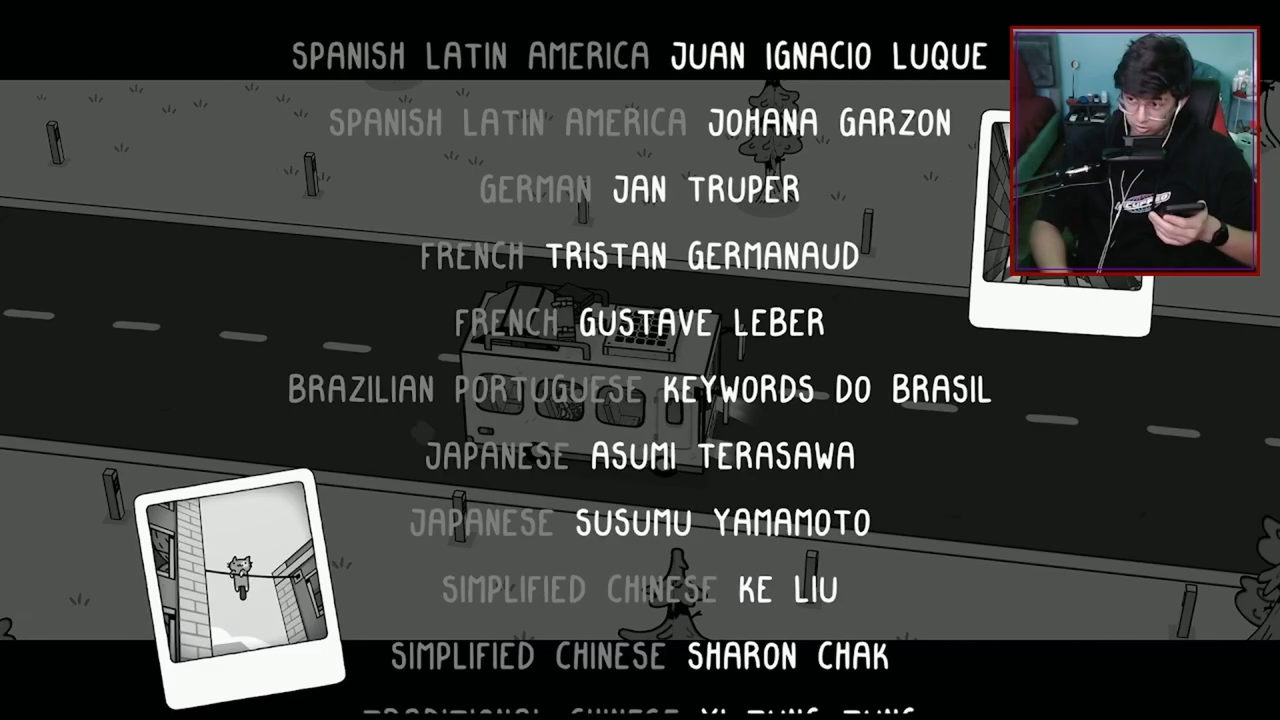 SPANISH LATIN AMERICA JUAN IGNACIO LUQUE
SPANISH LATIN AMERICA JOHANA GARZON
GERMAN JAN TRUPER
FRENCH TRISTAN GERMANAUD
FRENCH GUSTAVE LEBER
BRAZILIAN PORTUGUESE KEYWORDS DO BRASIL
JAPANESE ASUMI TERASAWA
JAPANESE SUSUMU YAMAMOTO
SIMPLIFIED CHINESE KE LIU
SIMPLIFIED CHINESE SHARON CHAK
TRADITIONAL CHINESE